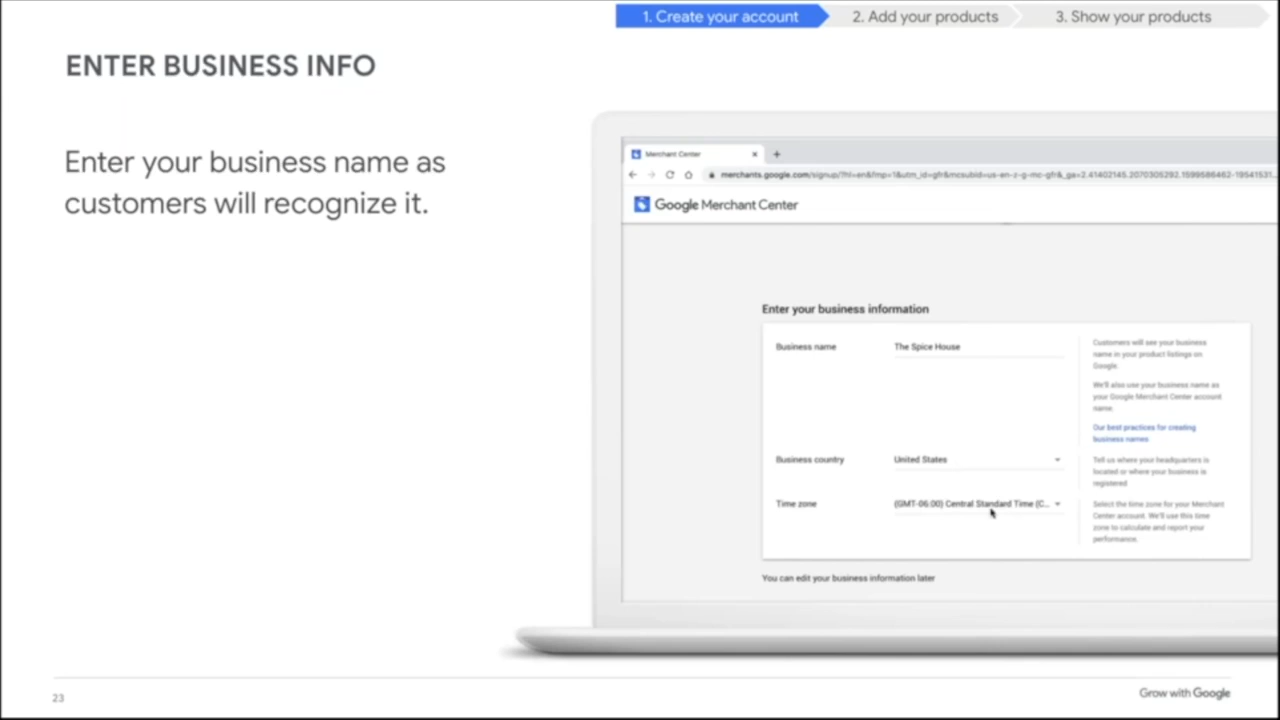 1. Create your account
2. Add your products
3. Show your products
ENTER BUSINESS INFO
Enter your business name as
customers will recognize it.
Merchant Center
Google Merchant Center
Enter your business information
Business name
The Spice House
Customers will see your business
name in your product listings on
Google.
We'll also use your business name as
your Google Merchant Center account
name.
Our best practices for creating
business names
Business country
United States
Tell us where your headquarters is
located or where your business is
registered
Time zone
(GMT-06:00) Central Standard Time (C...
Select the time zone for your Merchant
Center account. We'll use this time
zone to calculate and report your
performance.
You can edit your business information later
23
Grow with Google